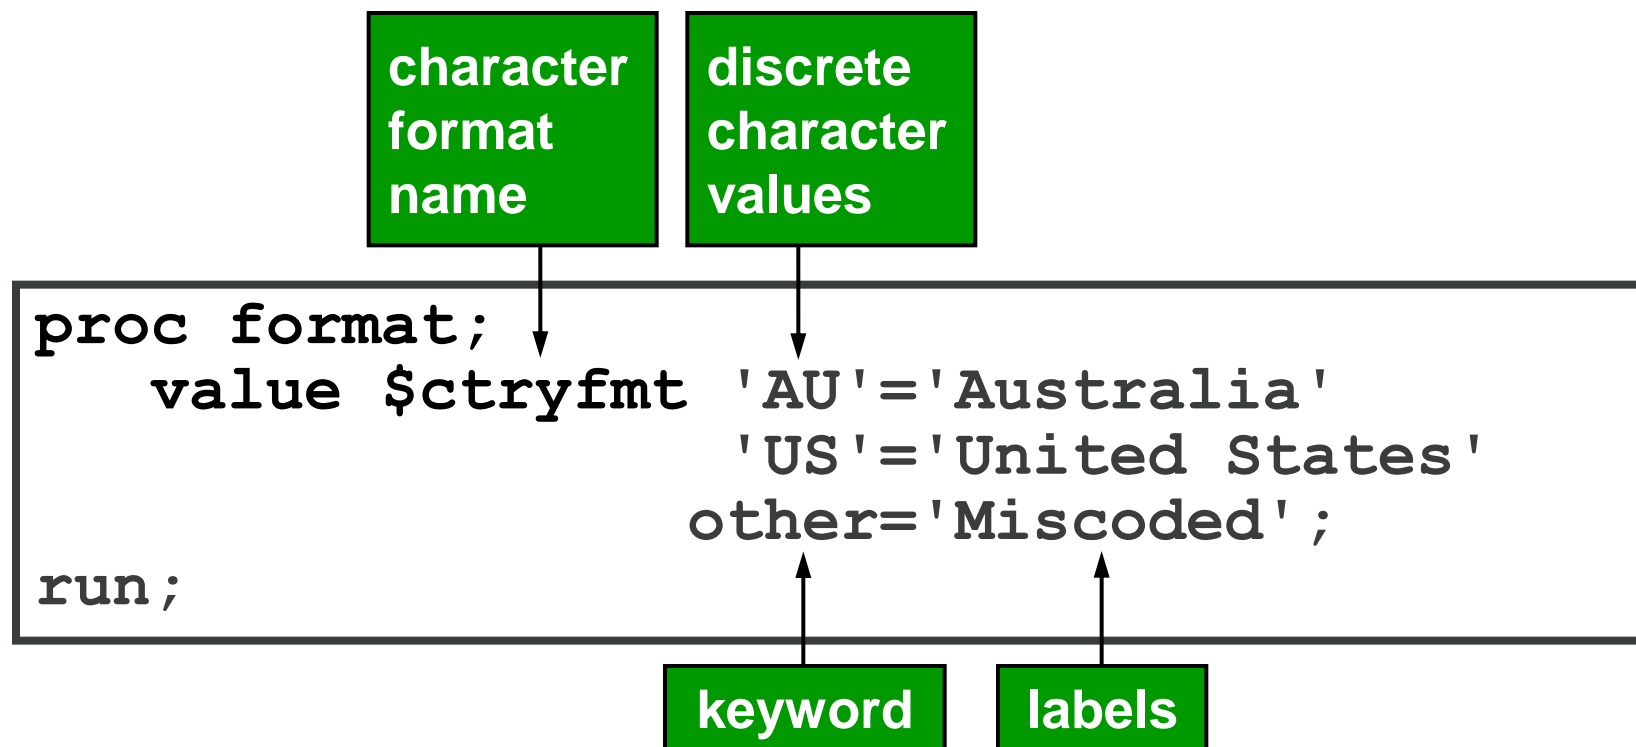 character
format
name
discrete
character
values
proc format;
   value $ctryfmt 'AU'='Australia'
                  'US'='United States'
                 other='Miscoded';
run;
keyword
labels